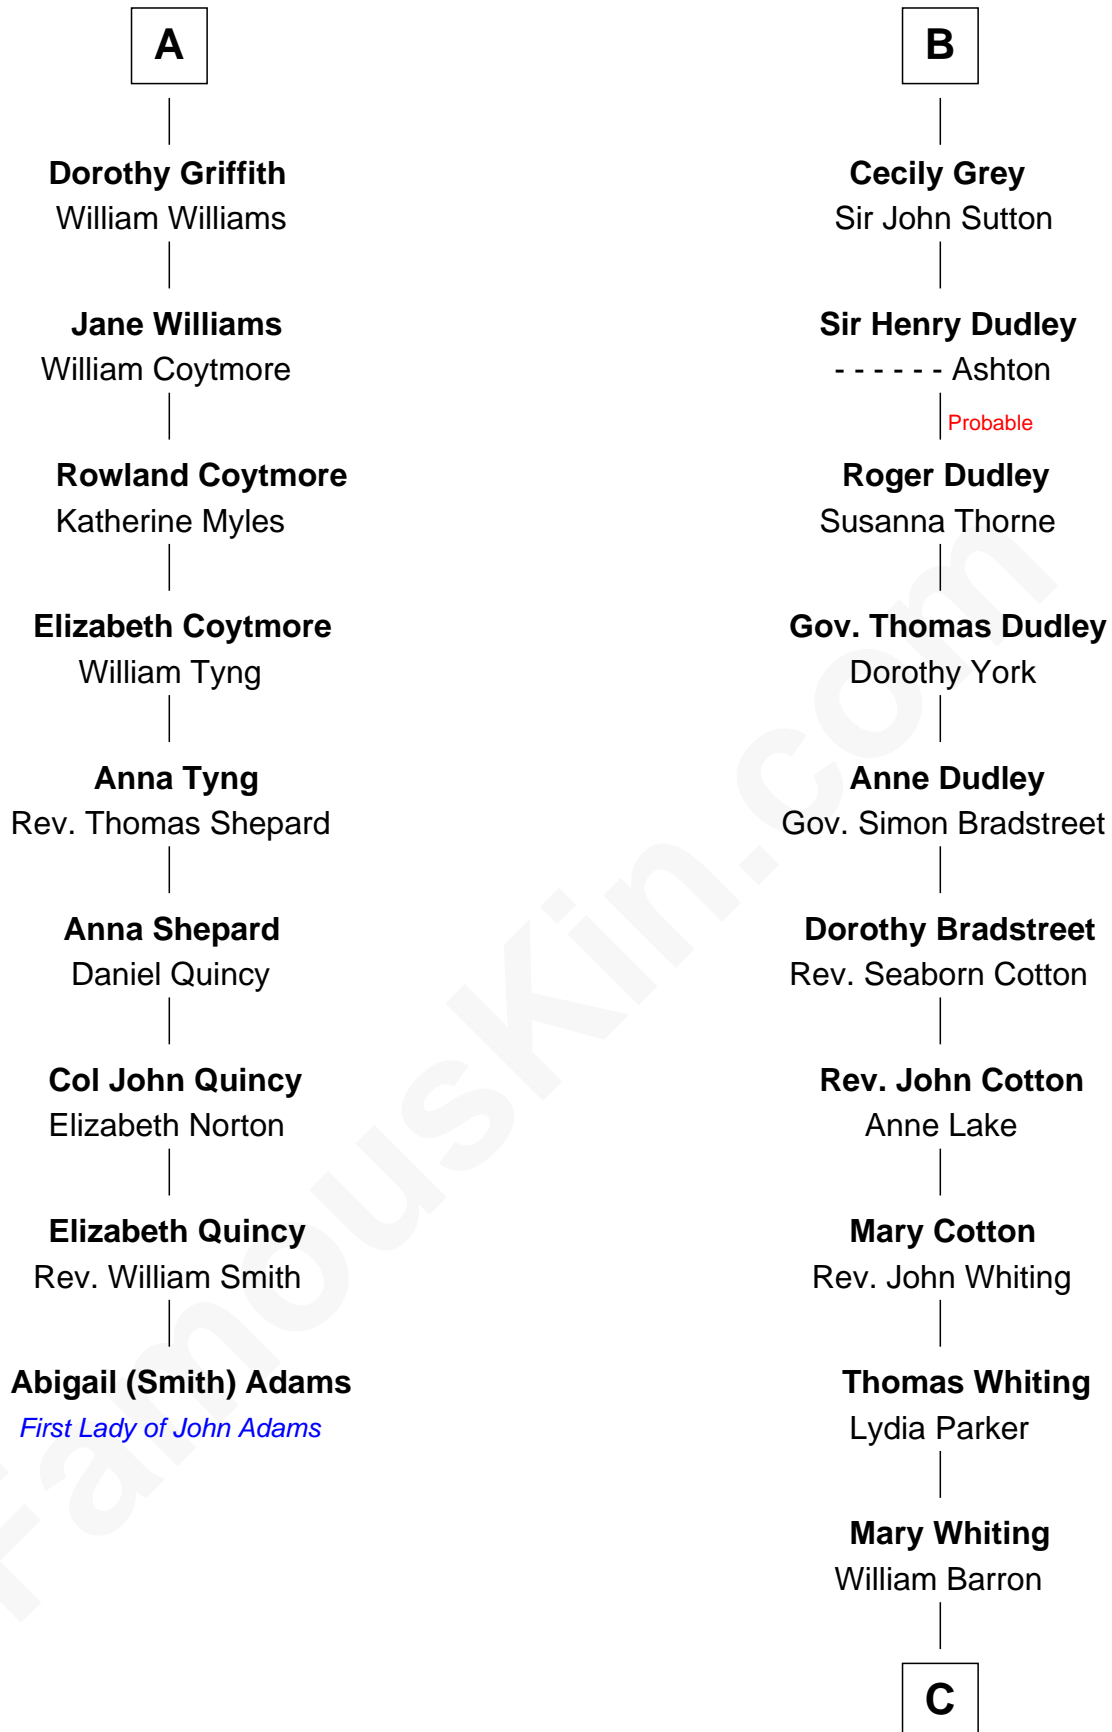 A
Dorothy Griffith
William Williams
Jane Williams
William Coytmore
Rowland Coytmore
Katherine Myles
Elizabeth Coytmore
William Tyng
Anna Tyng
Rev. Thomas Shepard
Anna Shepard
Daniel Quincy
Col John Quincy
Elizabeth Norton
Elizabeth Quincy
Rev. William Smith
Abigail (Smith) Adams
First Lady of John Adams
B
Cecily Grey
Sir John Sutton
Sir Henry Dudley
- - - - - - Ashton
Probable
Roger Dudley
Susanna Thorne
Gov. Thomas Dudley
Dorothy York
Anne Dudley
Gov. Simon Bradstreet
Dorothy Bradstreet
Rev. Seaborn Cotton
Rev. John Cotton
Anne Lake
Mary Cotton
Rev. John Whiting
Thomas Whiting
Lydia Parker
Mary Whiting
William Barron
C
FamousKin.com